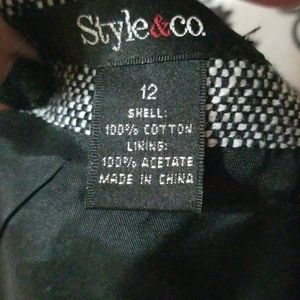 Style&co.
12
SHELL:
100% COTTON
LINING:
100% ACETATE
MADE IN CHINA